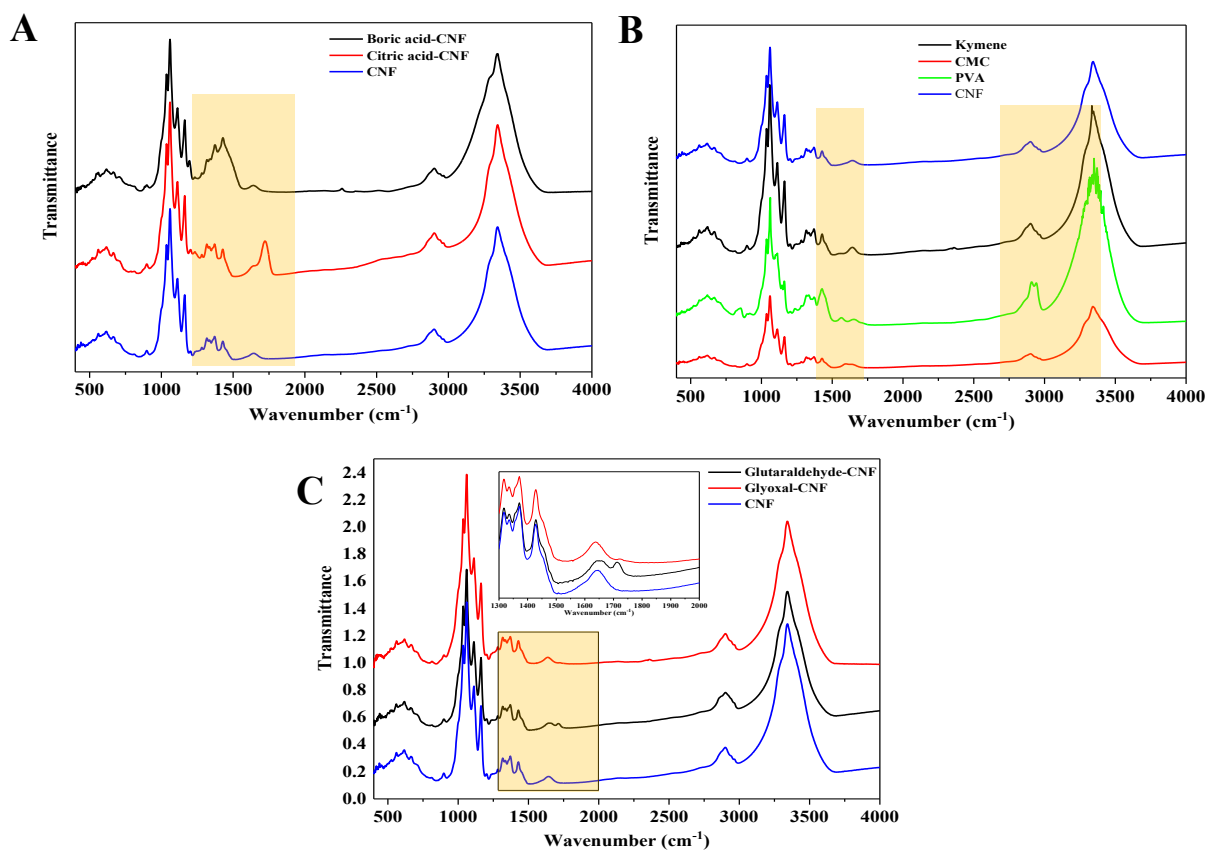 A
Boric acid-CNF
Citric acid-CNF
CNF
Transmittance
500 1000 1500 2000 2500 3000 3500 4000
Wavenumber (cm-1)
B
Kymene
CMC
PVA
CNF
Transmittance
500 1000 1500 2000 2500 3000 3500 4000
Wavenumber (cm-1)
C
Glutaraldehyde-CNF
Glyoxal-CNF
CNF
2.4
2.2
2.0
1.8
1.6
1.4
1.2
1.0
0.8
0.6
0.4
0.2
0.0
Transmittance
1300 1400 1500 1600 1700 1800 1900 2000
Wavenumber (cm-1)
500 1000 1500 2000 2500 3000 3500 4000
Wavenumber (cm-1)